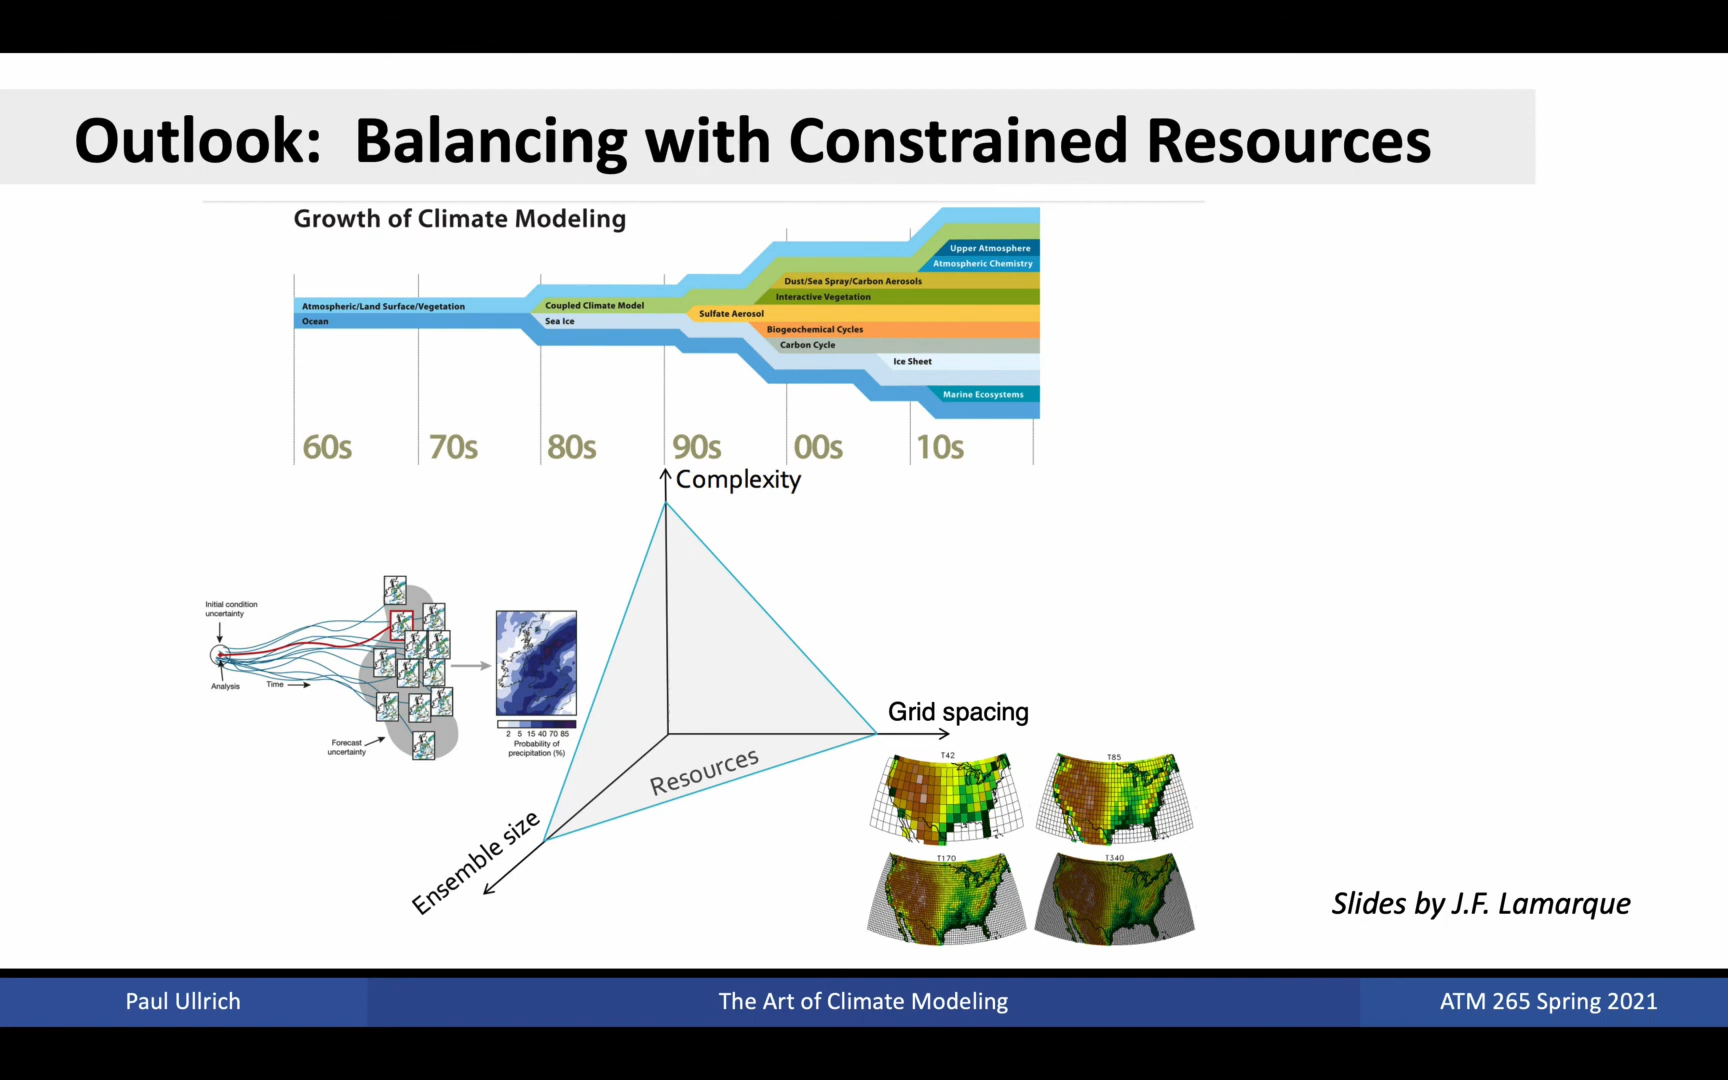 Outlook:  Balancing with Constrained Resources
Growth of Climate Modeling
Upper Atmosphere
Atmospheric Chemistry
Dust/Sea Spray/Carbon Aerosols
Interactive Vegetation
Atmospheric/Land Surface/Vegetation
Coupled Climate Model
Sulfate Aerosol
Ocean
Sea Ice
Biogeochemical Cycles
Carbon Cycle
Ice Sheet
Marine Ecosystems
60s
70s
80s
90s
00s
10s
Complexity
Initial condition
uncertainty
Analysis
Time
Forecast
uncertainty
2 5 15 40 70 85
Probability of
precipitation (%)
Grid spacing
Resources
Ensemble size
T42
T85
T170
T340
Slides by J.F. Lamarque
Paul Ullrich
The Art of Climate Modeling
ATM 265 Spring 2021